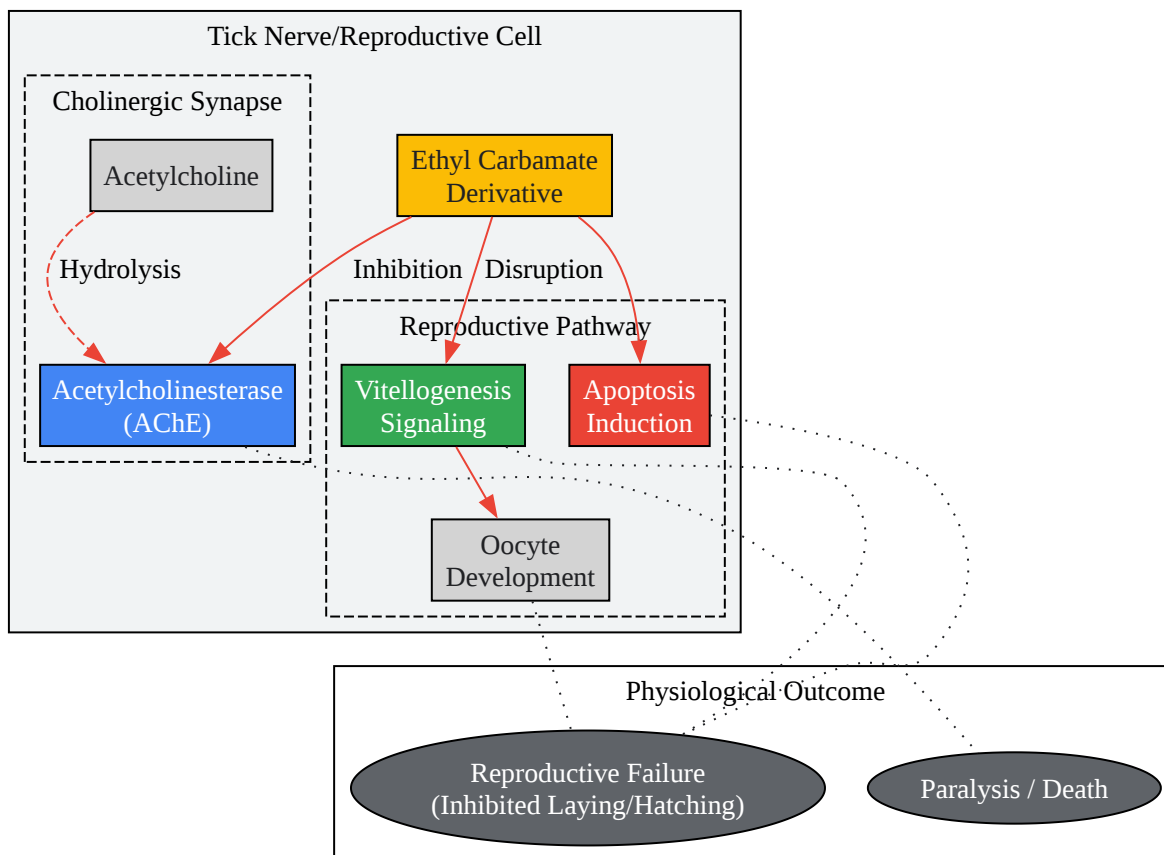 Tick Nerve/Reproductive Cell
Cholinergic Synapse
Acetylcholine
Ethyl Carbamate
Derivative
Hydrolysis
Inhibition
Disruption
Reproductive Pathway
Acetylcholinesterase
(AChE)
Vitellogenesis
Signaling
Apoptosis
Induction
Oocyte
Development
Physiological Outcome
Reproductive Failure
(Inhibited Laying/Hatching)
Paralysis / Death